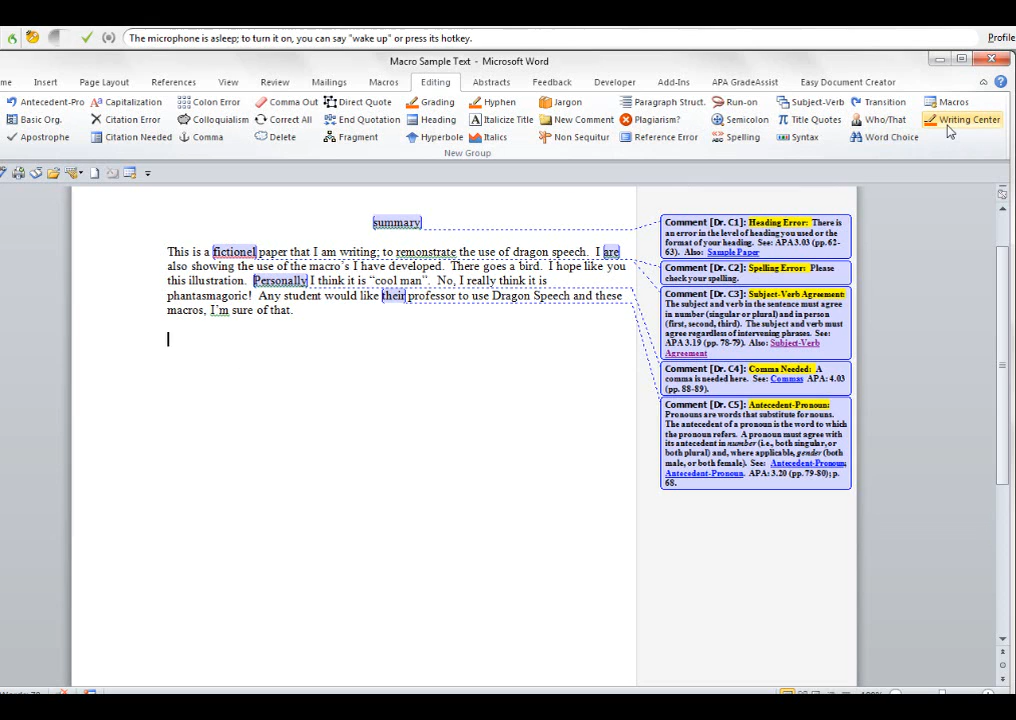 The microphone is asleep; to turn it on, you can say "wake up" or press its hotkey.
Profile
Macro Sample Text - Microsoft Word
me Insert Page Layout References View Review Mailings Macros Editing Abstracts Feedback Developer Add-Ins APA GradeAssist Easy Document Creator
Antecedent-Pro Capitalization Colon Error Comma Out Direct Quote Grading Hyphen Jargon Paragraph Struct. Run-on Subject-Verb Transition Macros
Basic Org. Citation Error Colloquialism Correct All End Quotation Heading Italicize Title New Comment Plagiarism? Semicolon Title Quotes Who/That Writing Center
Apostrophe Citation Needed Comma Delete Fragment Hyperbole Italics Non Sequitur Reference Error Spelling Syntax Word Choice
New Group
summary
This is a fictionel paper that I am writing; to remonstrate the use of dragon speech. I are
also showing the use of the macro's I have developed. There goes a bird. I hope like you
this illustration. Personally I think it is “cool man”. No, I really think it is
phantasmagoric! Any student would like their professor to use Dragon Speech and these
macros, I'm sure of that.
Comment [Dr. C1]: Heading Error: There is
an error in the level of heading you used or the
format of your heading. See: APA 3.03 (pp. 62-
63). Also: Sample Paper
Comment [Dr. C2]: Spelling Error: Please
check your spelling.
Comment [Dr. C3]: Subject-Verb Agreement:
The subject and verb in the sentence must agree
in number (singular or plural) and in person
(first, second, third). The subject and verb must
agree regardless of intervening phrases. See:
APA 3.19 (pp. 78-79). Also: Subject-Verb
Agreement
Comment [Dr. C4]: Comma Needed: A
comma is needed here. See: Commas APA: 4.03
(pp. 88-89).
Comment [Dr. C5]: Antecedent-Pronoun:
Pronouns are words that substitute for nouns.
The antecedent of a pronoun is the word to which
the pronoun refers. A pronoun must agree with
its antecedent in number (i.e., both singular, or
both plural) and, where applicable, gender (both
male, or both female). See: Antecedent-Pronoun;
Antecedent-Pronoun. APA: 3.20 (pp. 79-80); p.
68.